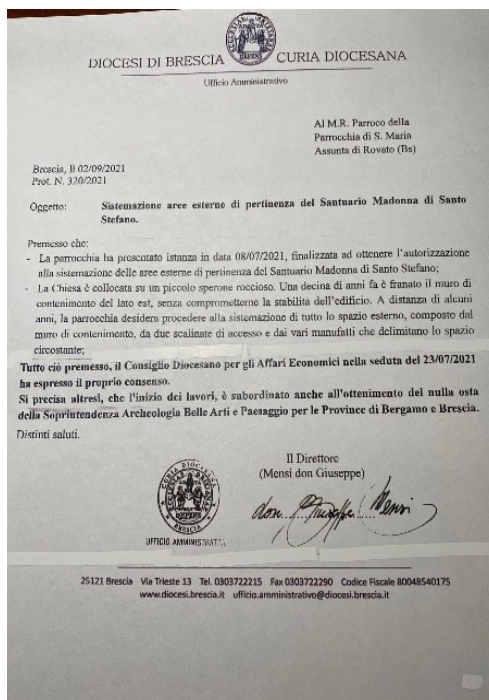 DIOCESI DI BRESCIA CURIA DIOCESANA
Ufficio Amministrativo
Al M.R. Parroco della
Parrocchia di S. Maria
Assunta di Rovato (Bs)
Brescia, lì 02/09/2021
Prot. N. 320/2021
Oggetto: Sistemazione aree esterne di pertinenza del Santuario Madonna di Santo
Stefano.
Premesso che:
- La parrocchia ha presentato istanza in data 08/07/2021, finalizzata ad ottenere l'autorizzazione
alla sistemazione delle aree esterne di pertinenza del Santuario Madonna di Santo Stefano;
- La Chiesa è collocata su un piccolo sperone roccioso. Una decina di anni fa è franato il muro di
contenimento del lato est, senza comprometterne la stabilità dell'edificio. A distanza di alcuni
anni, la parrocchia desidera procedere alla sistemazione di tutto lo spazio esterno, composto dal
muro di contenimento, da due scalinate di accesso e dai vari manufatti che delimitano lo spazio
circostante;
Tutto ciò premesso, il Consiglio Diocesano per gli Affari Economici nella seduta del 23/07/2021
ha espresso il proprio consenso.
Si precisa altresì, che l'inizio dei lavori, è subordinato anche all'ottenimento del nulla osta
della Soprintendenza Archeologia Belle Arti e Paesaggio per le Province di Bergamo e Brescia.
Distinti saluti.
Il Direttore
(Mensi don Giuseppe)
CURIA DIOCESANA
BRESCIA
don Giuseppe Mensi
UFFICIO AMMINISTRAT
25121 Brescia Via Trieste 13 Tel. 0303722215 Fax 0303722290 Codice Fiscale 80048540175
www.diocesi.brescia.it ufficio.amministrativo@diocesi.brescia.it